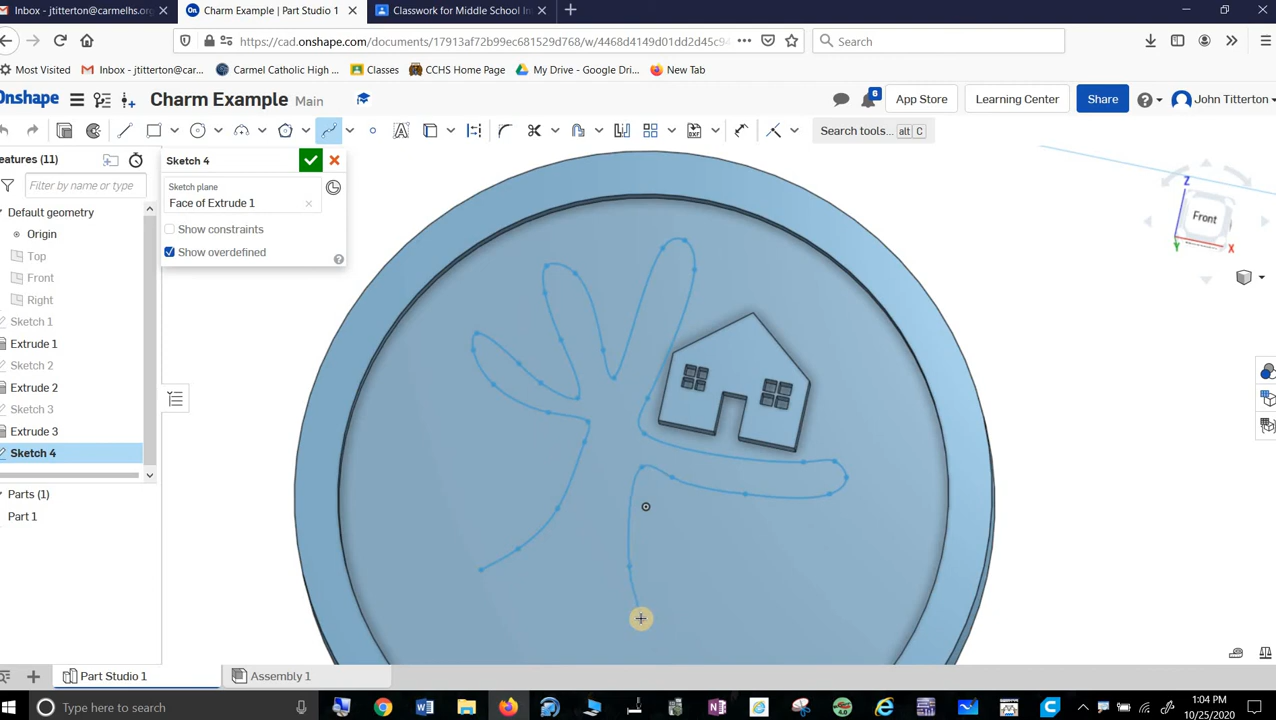 Inbox - jtitterton@carmelhs.org
Charm Example | Part Studio 1
Classwork for Middle School In
https://cad.onshape.com/documents/17913af72b99ec681529d768/w/4468d4149d01dd2d45c94
Search
Most Visited
Inbox - jtitterton@car...
Carmel Catholic High ...
Classes
CCHS Home Page
My Drive - Google Dri...
New Tab
Onshape
Charm Example
Main
6
App Store
Learning Center
Share
John Titterton
Search tools...
alt
C
eatures (11)
Filter by name or type
Default geometry
Origin
Top
Front
Right
Sketch 1
Extrude 1
Sketch 2
Extrude 2
Sketch 3
Extrude 3
Sketch 4
Parts (1)
Part 1
Sketch 4
Sketch plane
Face of Extrude 1
Show constraints
Show overdefined
Z
Front
X
Y
Part Studio 1
Assembly 1
Type here to search
1:04 PM
10/25/2020